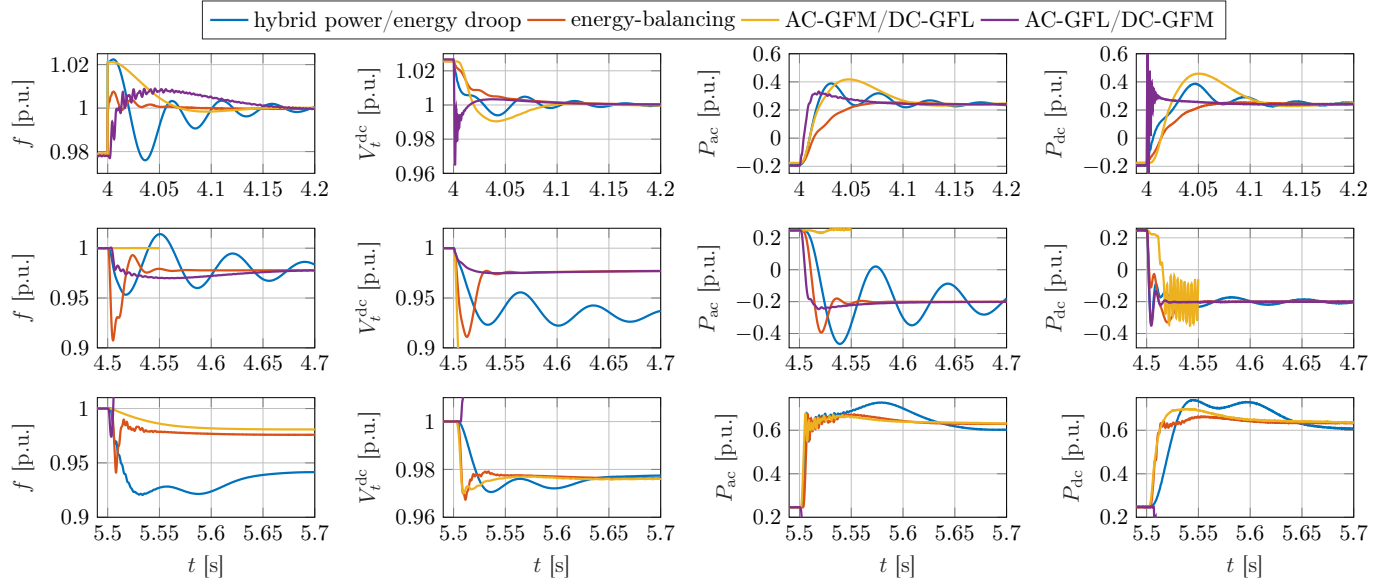 hybrid power/energy droop energy-balancing AC-GFM/DC-GFL AC-GFL/DC-GFM
f [p.u.]
1.02
1
0.98
4 4.05 4.1 4.15 4.2
V_t^dc [p.u.]
1.02
1
0.98
0.96
4 4.05 4.1 4.15 4.2
P_ac [p.u.]
0.6
0.4
0.2
0
−0.2
4 4.05 4.1 4.15 4.2
P_dc [p.u.]
0.6
0.4
0.2
0
−0.2
4 4.05 4.1 4.15 4.2
f [p.u.]
1
0.95
0.9
4.5 4.55 4.6 4.65 4.7
V_t^dc [p.u.]
1
0.95
0.9
4.5 4.55 4.6 4.65 4.7
P_ac [p.u.]
0.2
0
−0.2
−0.4
4.5 4.55 4.6 4.65 4.7
P_dc [p.u.]
0.2
0
−0.2
−0.4
4.5 4.55 4.6 4.65 4.7
f [p.u.]
1
0.95
0.9
5.5 5.55 5.6 5.65 5.7
t [s]
V_t^dc [p.u.]
1
0.98
0.96
5.5 5.55 5.6 5.65 5.7
t [s]
P_ac [p.u.]
0.6
0.4
0.2
5.5 5.55 5.6 5.65 5.7
t [s]
P_dc [p.u.]
0.6
0.4
0.2
5.5 5.55 5.6 5.65 5.7
t [s]